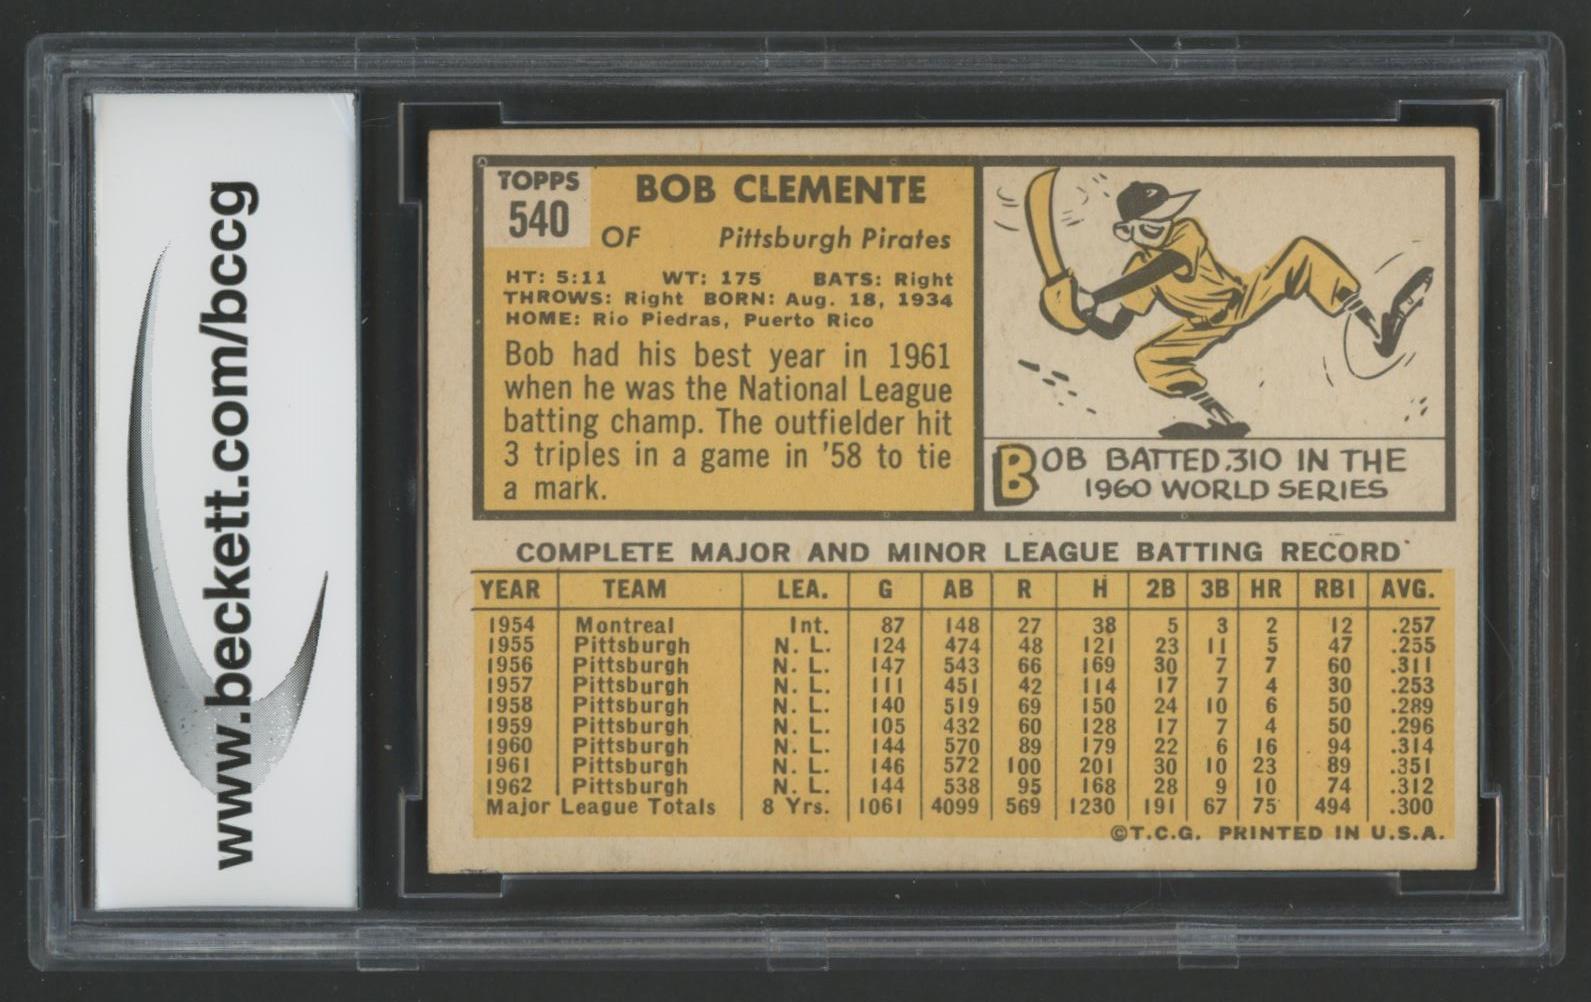 www.beckett.com/bccg
TOPPS
540
BOB CLEMENTE
OF Pittsburgh Pirates
HT: 5:11 WT: 175 BATS: Right
THROWS: Right BORN: Aug. 18, 1934
HOME: Rio Piedras, Puerto Rico
Bob had his best year in 1961
when he was the National League
batting champ. The outfielder hit
3 triples in a game in '58 to tie
a mark.
BOB BATTED .310 IN THE
1960 WORLD SERIES
COMPLETE MAJOR AND MINOR LEAGUE BATTING RECORD
YEAR TEAM LEA. G AB R H 2B 3B HR RBI AVG.
1954 Montreal Int. 87 148 27 38 5 3 2 12 .257
1955 Pittsburgh N. L. 124 474 48 121 23 11 5 47 .255
1956 Pittsburgh N. L. 147 543 66 169 30 7 7 60 .311
1957 Pittsburgh N. L. 111 451 42 114 17 7 4 30 .253
1958 Pittsburgh N. L. 140 519 69 150 24 10 6 50 .289
1959 Pittsburgh N. L. 105 432 60 128 17 7 4 50 .296
1960 Pittsburgh N. L. 144 570 89 179 22 6 16 94 .314
1961 Pittsburgh N. L. 146 572 100 201 30 10 23 89 .351
1962 Pittsburgh N. L. 144 538 95 168 28 9 10 74 .312
Major League Totals 8 Yrs. 1061 4099 569 1230 191 67 75 494 .300
©T.C.G. PRINTED IN U.S.A.